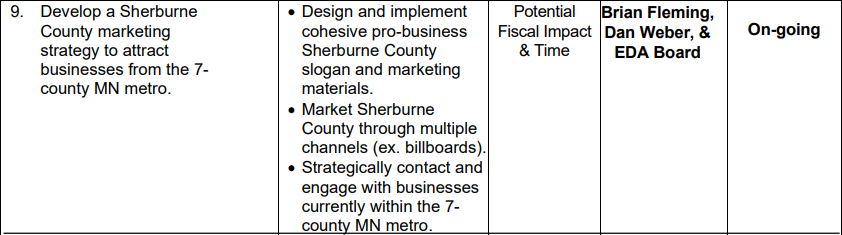 9. Develop a Sherburne
County marketing
strategy to attract
businesses from the 7-
county MN metro.
• Design and implement
cohesive pro-business
Sherburne County
slogan and marketing
materials.
• Market Sherburne
County through multiple
channels (ex. billboards).
• Strategically contact and
engage with businesses
currently within the 7-
county MN metro.
Potential
Fiscal Impact
& Time
Brian Fleming,
Dan Weber, &
EDA Board
On-going